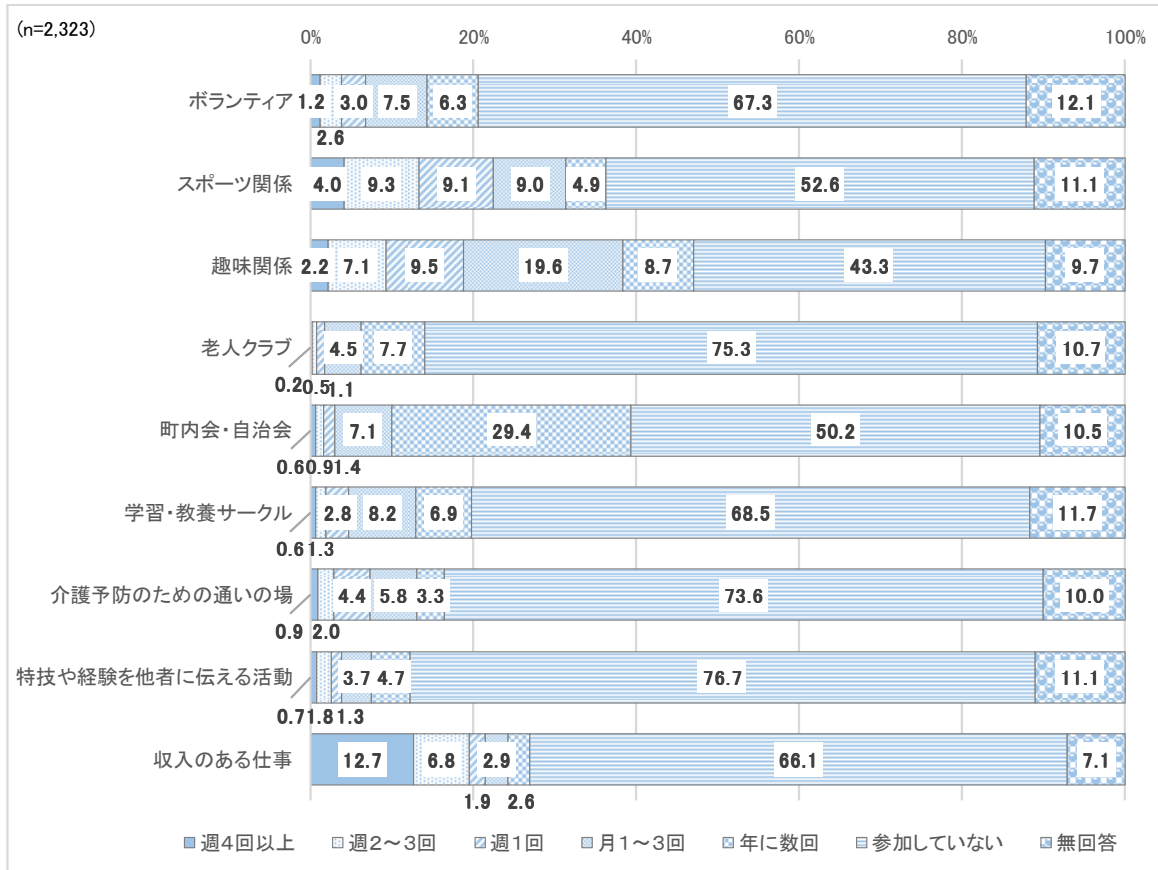 (n=2,323)
0% 20% 40% 60% 80% 100%
ボランティア 1.2 3.0 7.5 6.3 67.3 12.1
2.6
スポーツ関係 4.0 9.3 9.1 9.0 4.9 52.6 11.1
趣味関係 2.2 7.1 9.5 19.6 8.7 43.3 9.7
老人クラブ 4.5 7.7 75.3 10.7
0.2 0.5 1.1
町内会・自治会 7.1 29.4 50.2 10.5
0.6 0.9 1.4
学習・教養サークル 2.8 8.2 6.9 68.5 11.7
0.6 1.3
介護予防のための通いの場 4.4 5.8 3.3 73.6 10.0
0.9 2.0
特技や経験を他者に伝える活動 3.7 4.7 76.7 11.1
0.7 1.8 1.3
収入のある仕事 12.7 6.8 2.9 66.1 7.1
1.9 2.6
週4回以上 週2～3回 週1回 月1～3回 年に数回 参加していない 無回答